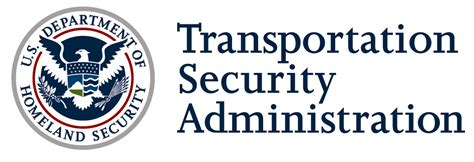 U.S. DEPARTMENT OF
HOMELAND SECURITY
Transportation
Security
Administration